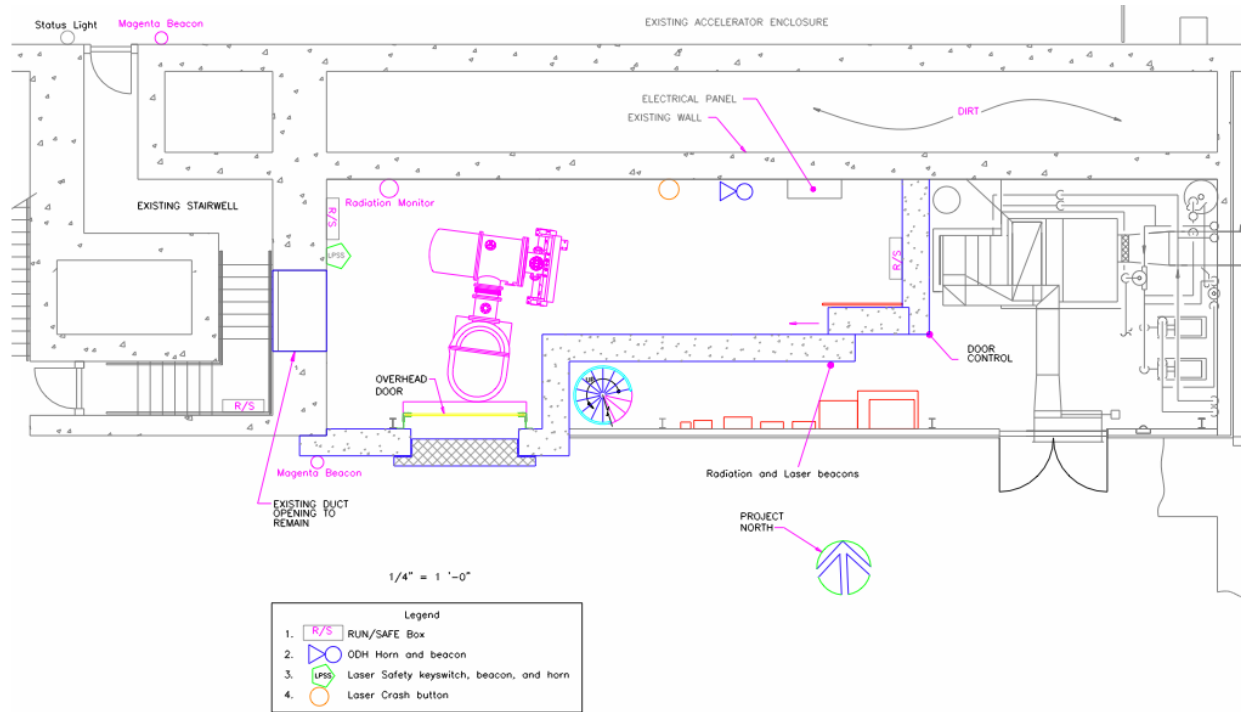 Status Light
Magenta Beacon
EXISTING ACCELERATOR ENCLOSURE
ELECTRICAL PANEL
EXISTING WALL
DIRT
EXISTING STAIRWELL
Radiation Monitor
R/S
LPSS
R/S
DOOR
CONTROL
OVERHEAD
DOOR
UP
R/S
Magenta Beacon
Radiation and Laser beacons
EXISTING DUCT
OPENING TO
REMAIN
PROJECT
NORTH
1/4" = 1 '-0"
Legend
1. R/S RUN/SAFE Box
2. ODH Horn and beacon
3. LPSS Laser Safety keyswitch, beacon, and horn
4. Laser Crash button